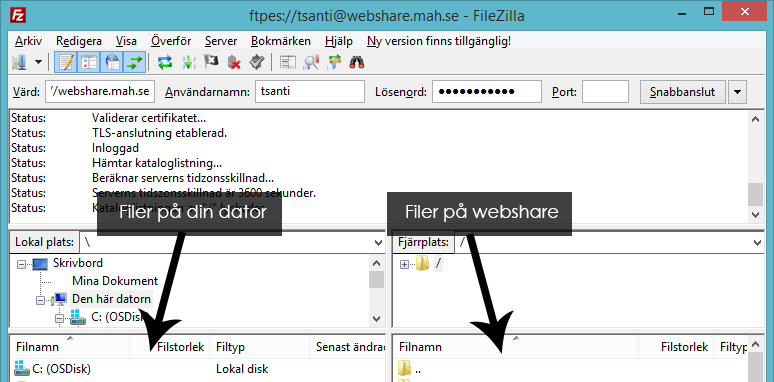 ftpes://tsanti@webshare.mah.se - FileZilla
Arkiv Redigera Visa Överför Server Bokmärken Hjälp Ny version finns tillgänglig!
Värd: '/webshare.mah.se Användarnamn: tsanti Lösenord: ●●●●●●●●●●● Port: Snabbanslut
Status: Validerar certifikatet...
Status: TLS-anslutning etablerad.
Status: Inloggad
Status: Hämtar kataloglistning...
Status: Beräknar serverns tidzonsskillnad...
Status: Serverns tidszonsskillnad är 3600 sekunder.
Status:
Filer på din dator
Filer på webshare
Lokal plats: \
Fjärrplats: /
Skrivbord
Mina Dokument
Den här datorn
C: (OSDisk
/
Filnamn Filstorlek Filtyp Senast ändrad
C: (OSDisk) Lokal disk
Filnamn Filstorlek Filtyp
..